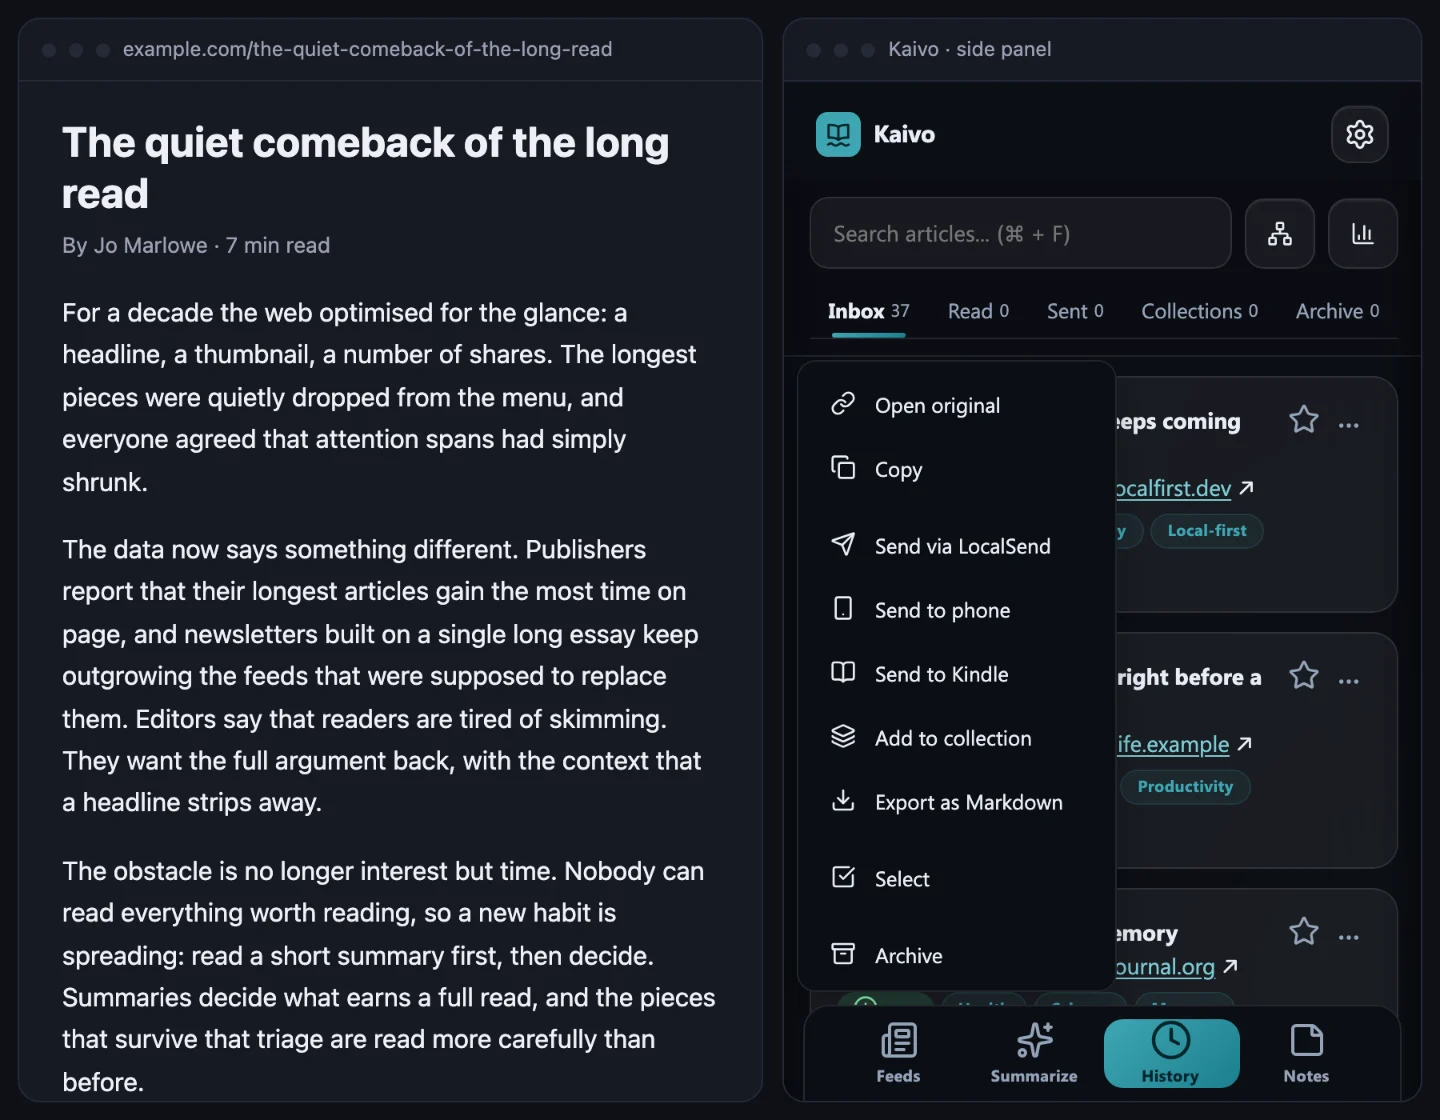 example.com/the-quiet-comeback-of-the-long-read
The quiet comeback of the long
read
By Jo Marlowe · 7 min read
For a decade the web optimised for the glance: a
headline, a thumbnail, a number of shares. The longest
pieces were quietly dropped from the menu, and
everyone agreed that attention spans had simply
shrunk.
The data now says something different. Publishers
report that their longest articles gain the most time on
page, and newsletters built on a single long essay keep
outgrowing the feeds that were supposed to replace
them. Editors say that readers are tired of skimming.
They want the full argument back, with the context that
a headline strips away.
The obstacle is no longer interest but time. Nobody can
read everything worth reading, so a new habit is
spreading: read a short summary first, then decide.
Summaries decide what earns a full read, and the pieces
that survive that triage are read more carefully than
before.
Kaivo · side panel
Kaivo
Search articles... (⌘ + F)
Inbox 37 Read 0 Sent 0 Collections 0 Archive 0
Open original
Copy
Send via LocalSend
Send to phone
Send to Kindle
Add to collection
Export as Markdown
Select
Archive
eeps coming
ocalfirst.dev
y Local-first
right before a
ife.example
Productivity
emory
ournal.org
Feeds Summarize History Notes